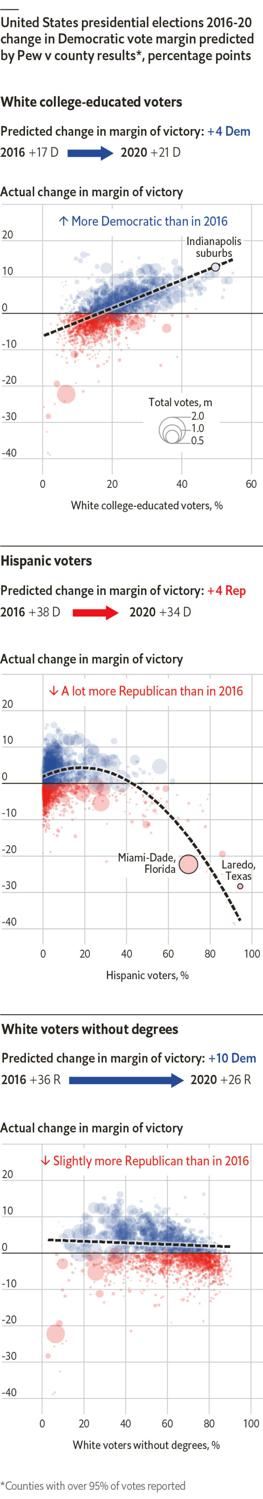 United States presidential elections 2016-20
change in Democratic vote margin predicted
by Pew v county results*, percentage points
White college-educated voters
Predicted change in margin of victory: +4 Dem
2016 +17 D 2020 +21 D
Actual change in margin of victory
↑ More Democratic than in 2016
20
Indianapolis
suburbs
10
0
-10
-20
Total votes, m
2.0
1.0
0.5
-30
-40
0 20 40 60
White college-educated voters, %
Hispanic voters
Predicted change in margin of victory: +4 Rep
2016 +38 D 2020 +34 D
Actual change in margin of victory
↓ A lot more Republican than in 2016
20
10
0
-10
-20
Miami-Dade,
Florida
Laredo,
Texas
-30
-40
0 20 40 60 80 100
Hispanic voters, %
White voters without degrees
Predicted change in margin of victory: +10 Dem
2016 +36 R 2020 +26 R
Actual change in margin of victory
↓ Slightly more Republican than in 2016
20
10
0
-10
-20
-30
-40
0 20 40 60 80 100
White voters without degrees, %
*Counties with over 95% of votes reported